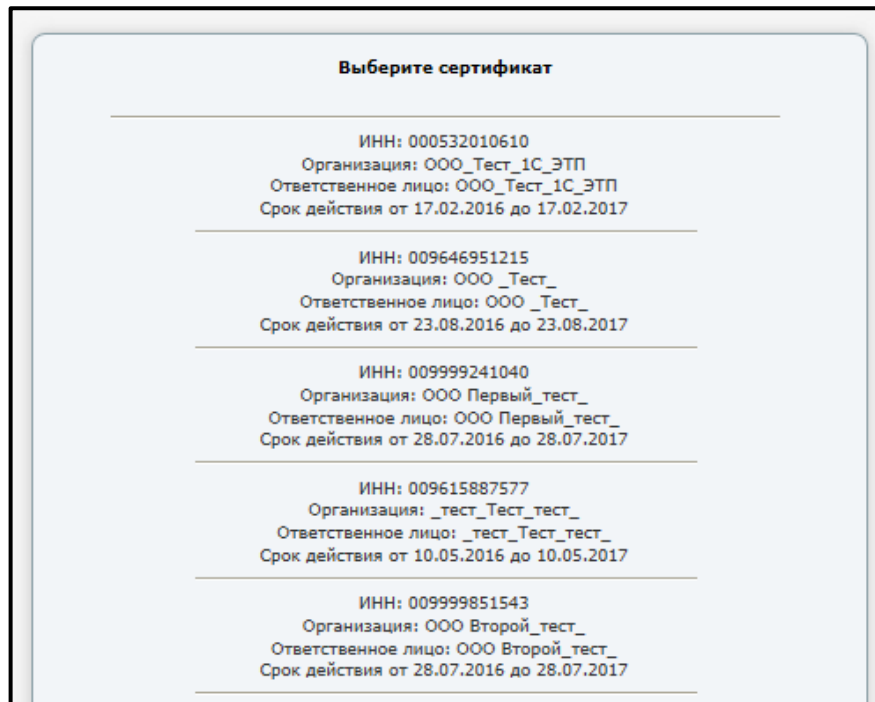 Выберите сертификат
ИНН: 000532010610
Организация: ООО_Тест_1С_ЭТП
Ответственное лицо: ООО_Тест_1С_ЭТП
Срок действия от 17.02.2016 до 17.02.2017
ИНН: 009646951215
Организация: ООО _Тест_
Ответственное лицо: ООО _Тест_
Срок действия от 23.08.2016 до 23.08.2017
ИНН: 009999241040
Организация: ООО Первый_тест_
Ответственное лицо: ООО Первый_тест_
Срок действия от 28.07.2016 до 28.07.2017
ИНН: 009615887577
Организация: _тест_Тест_тест_
Ответственное лицо: _тест_Тест_тест_
Срок действия от 10.05.2016 до 10.05.2017
ИНН: 009999851543
Организация: ООО Второй_тест_
Ответственное лицо: ООО Второй_тест_
Срок действия от 28.07.2016 до 28.07.2017